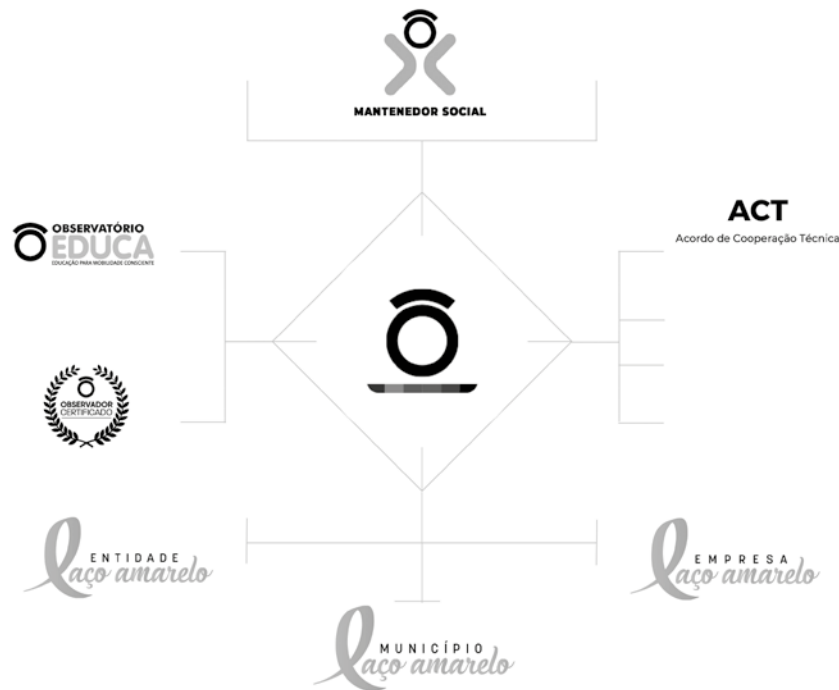 MANTENEDOR SOCIAL
OBSERVATÓRIO
EDUCA
EDUCAÇÃO PARA MOBILIDADE CONSCIENTE
ACT
Acordo de Cooperação Técnica
OBSERVADOR
CERTIFICADO
ENTIDADE
laço amarelo
EMPRESA
laço amarelo
MUNICÍPIO
laço amarelo